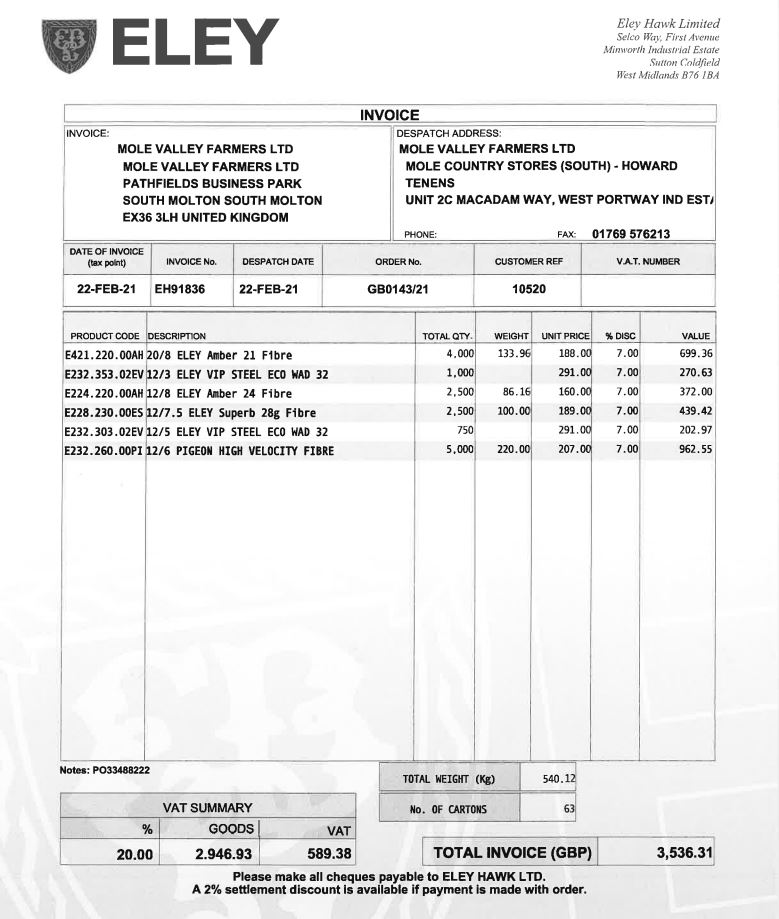 ELEY
Eley Hawk Limited
Selco Way, First Avenue
Minworth Industrial Estate
Sutton Coldfield
West Midlands B76 1BA
INVOICE
INVOICE:
MOLE VALLEY FARMERS LTD
MOLE VALLEY FARMERS LTD
PATHFIELDS BUSINESS PARK
SOUTH MOLTON SOUTH MOLTON
EX36 3LH UNITED KINGDOM
DESPATCH ADDRESS:
MOLE VALLEY FARMERS LTD
MOLE COUNTRY STORES (SOUTH) - HOWARD
TENENS
UNIT 2C MACADAM WAY, WEST PORTWAY IND EST/
PHONE: FAX: 01769 576213
DATE OF INVOICE (tax point) INVOICE No. DESPATCH DATE ORDER No. CUSTOMER REF V.A.T. NUMBER
22-FEB-21 EH91836 22-FEB-21 GB0143/21 10520
PRODUCT CODE DESCRIPTION TOTAL QTY. WEIGHT UNIT PRICE % DISC VALUE
E421.220.00AH 20/8 ELEY Amber 21 Fibre 4,000 133.96 188.00 7.00 699.36
E232.353.02EV 12/3 ELEY VIP STEEL ECO WAD 32 1,000 291.00 7.00 270.63
E224.220.00AH 12/8 ELEY Amber 24 Fibre 2,500 86.16 160.00 7.00 372.00
E228.230.00ES 12/7.5 ELEY Superb 28g Fibre 2,500 100.00 189.00 7.00 439.42
E232.303.02EV 12/5 ELEY VIP STEEL ECO WAD 32 750 291.00 7.00 202.97
E232.260.00PI 12/6 PIGEON HIGH VELOCITY FIBRE 5,000 220.00 207.00 7.00 962.55
Notes: PO33488222
TOTAL WEIGHT (Kg) 540.12
No. OF CARTONS 63
VAT SUMMARY
% GOODS VAT
20.00 2.946.93 589.38
TOTAL INVOICE (GBP) 3,536.31
Please make all cheques payable to ELEY HAWK LTD.
A 2% settlement discount is available if payment is made with order.